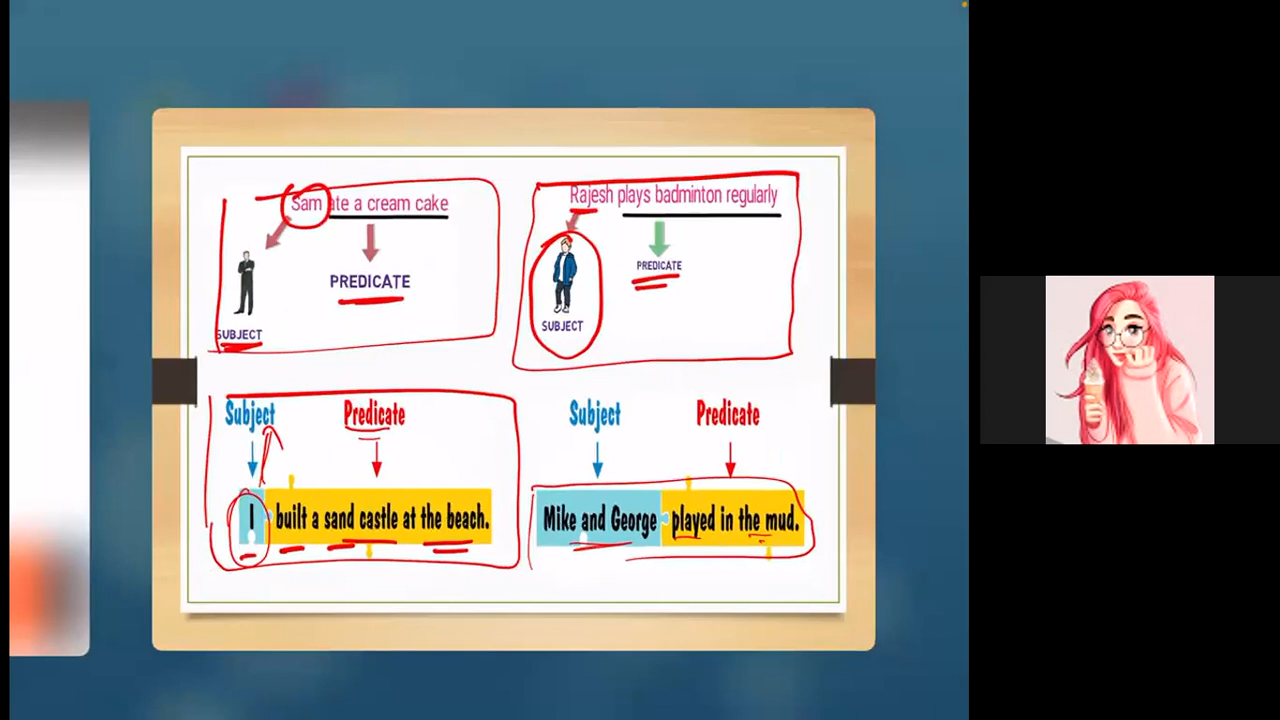 Sam ate a cream cake
PREDICATE
SUBJECT
Rajesh plays badminton regularly
PREDICATE
SUBJECT
Subject Predicate
I built a sand castle at the beach.
Subject Predicate
Mike and George played in the mud.